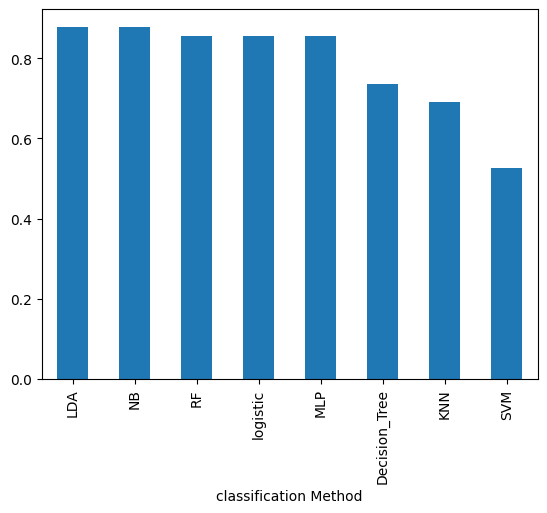 0.8
0.6
0.4
0.2
0.0
LDA
NB
RF
logistic
MLP
Decision_Tree
KNN
SVM
classification Method